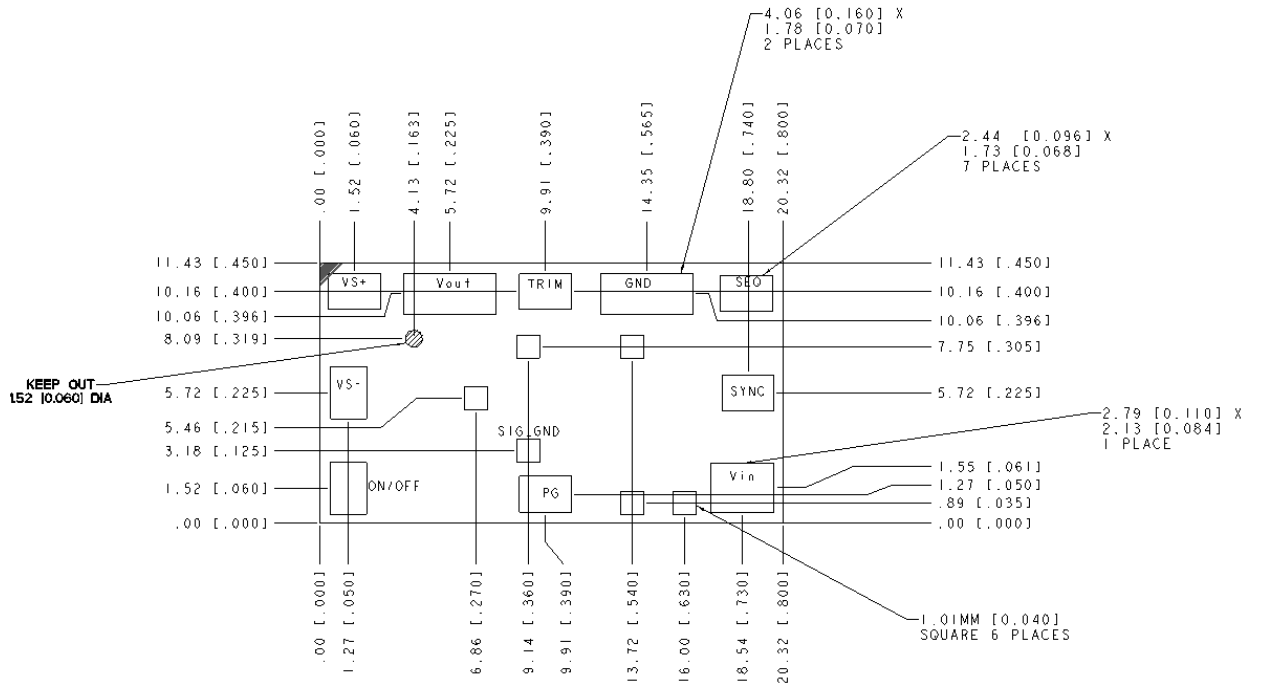 4.06 [0.160] X
1.78 [0.070]
2 PLACES
2.44 [0.096] X
1.73 [0.068]
7 PLACES
.00 [.000]
1.52 [.060]
4.13 [.163]
5.72 [.225]
9.91 [.390]
14.35 [.565]
18.80 [.740]
20.32 [.800]
11.43 [.450]
10.16 [.400]
10.06 [.396]
8.09 [.319]
KEEP OUT
1.52 [0.060] DIA
5.72 [.225]
5.46 [.215]
3.18 [.125]
1.52 [.060]
.00 [.000]
VS+
Vout
TRIM
GND
SEQ
VS-
SYNC
SIG_GND
ON/OFF
PG
Vin
11.43 [.450]
10.16 [.400]
10.06 [.396]
7.75 [.305]
5.72 [.225]
2.79 [0.110] X
2.13 [0.084]
1 PLACE
1.55 [.061]
1.27 [.050]
.89 [.035]
.00 [.000]
1.01MM [0.040]
SQUARE 6 PLACES
.00 [.000]
1.27 [.050]
6.86 [.270]
9.14 [.360]
9.91 [.390]
13.72 [.540]
16.00 [.630]
18.54 [.730]
20.32 [.800]